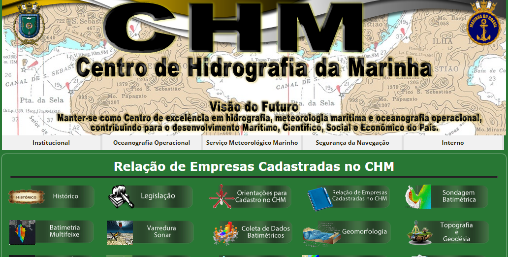 CHM
Centro de Hidrografia da Marinha
Visão do Futuro
Manter-se como Centro de excelência em hidrografia, meteorologia marítima e oceanografia operacional,
contribuindo para o desenvolvimento Marítimo, Científico, Social e Econômico do País.
Institucional
Oceanografia Operacional
Serviço Meteorológico Marinho
Segurança da Navegação
Interno
Relação de Empresas Cadastradas no CHM
HISTÓRICO
Histórico
Legislação
Orientações para
Cadastro no CHM
Relação de Empresas
Cadastradas no CHM
Sondagem
Batimétrica
Batimetria
Multifeixe
Varredura
Sonar
Coleta de Dados
Batimétricos
Geomorfologia
Topografia
e
Geodésia